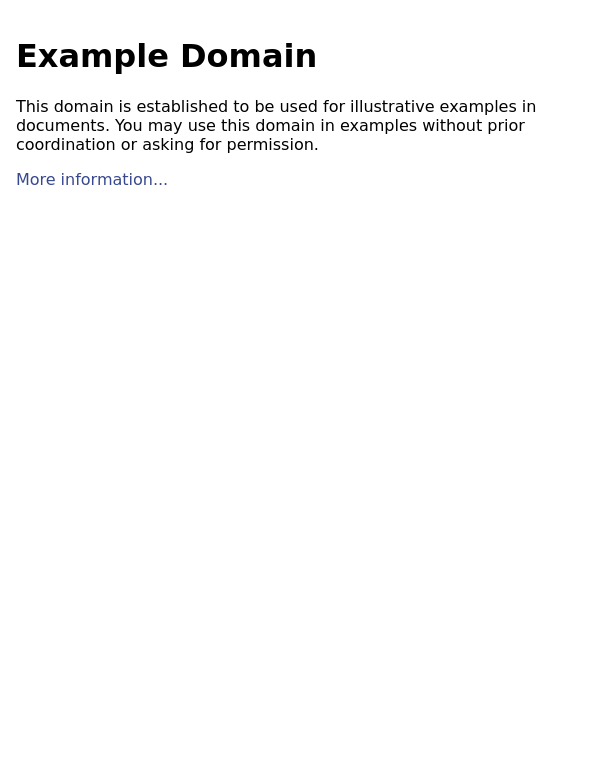 Example Domain
This domain is established to be used for illustrative examples in
documents. You may use this domain in examples without prior
coordination or asking for permission.
More information...